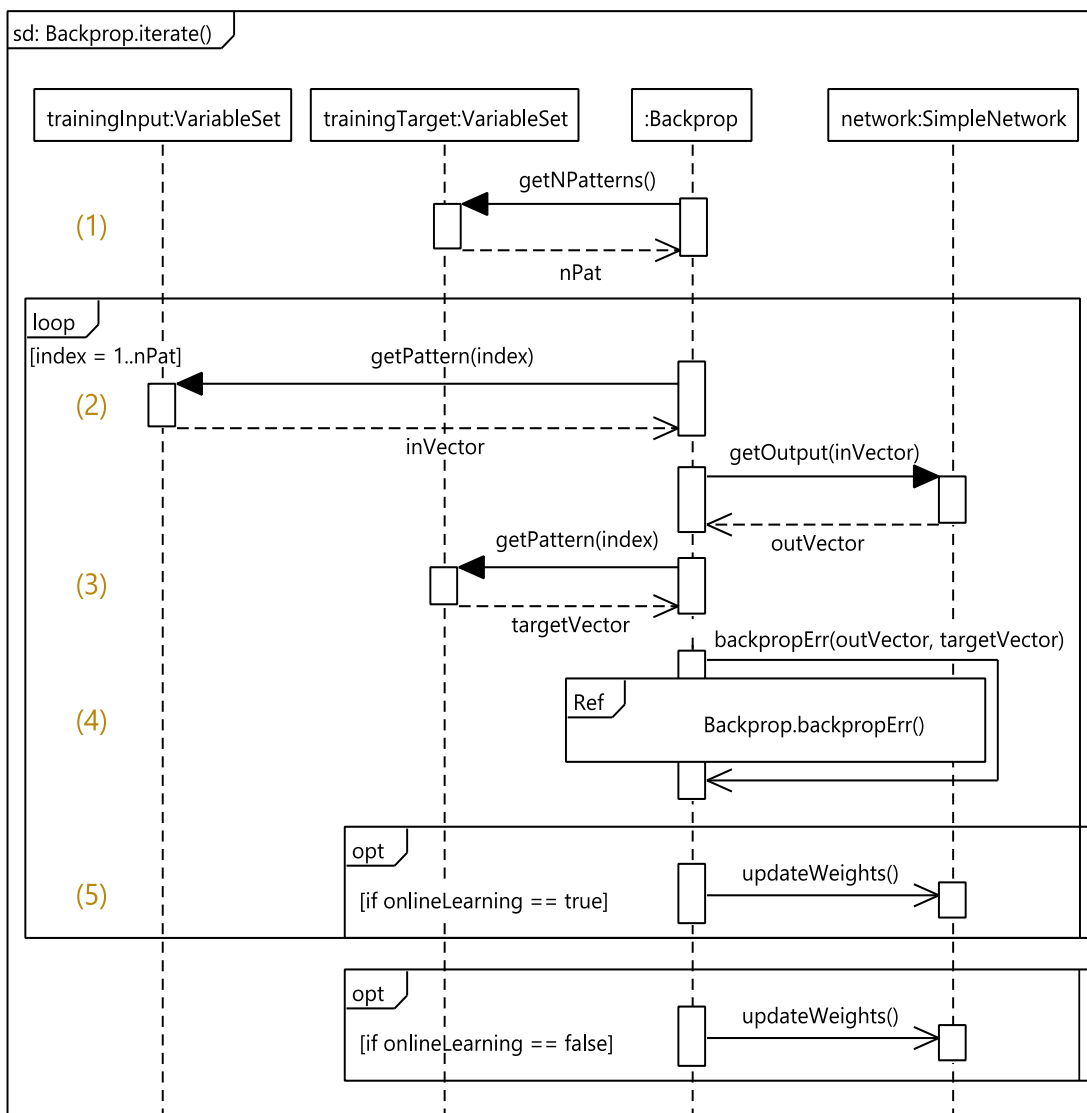 sd: Backprop.iterate()
trainingInput:VariableSet
trainingTarget:VariableSet
:Backprop
network:SimpleNetwork
getNPatterns()
(1)
nPat
loop
[index = 1..nPat]
getPattern(index)
(2)
inVector
getOutput(inVector)
outVector
getPattern(index)
(3)
targetVector
backpropErr(outVector, targetVector)
Ref
(4)
Backprop.backpropErr()
opt
updateWeights()
(5)
[if onlineLearning == true]
opt
updateWeights()
[if onlineLearning == false]